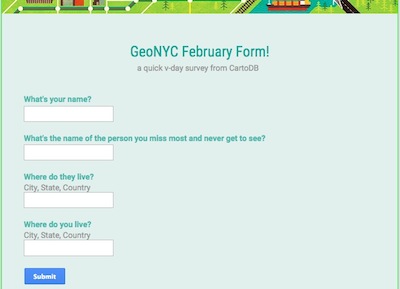 GeoNYC February Form!
a quick v-day survey from CartoDB
What's your name?
What's the name of the person you miss most and never get to see?
Where do they live?
City, State, Country
Where do you live?
City, State, Country
Submit